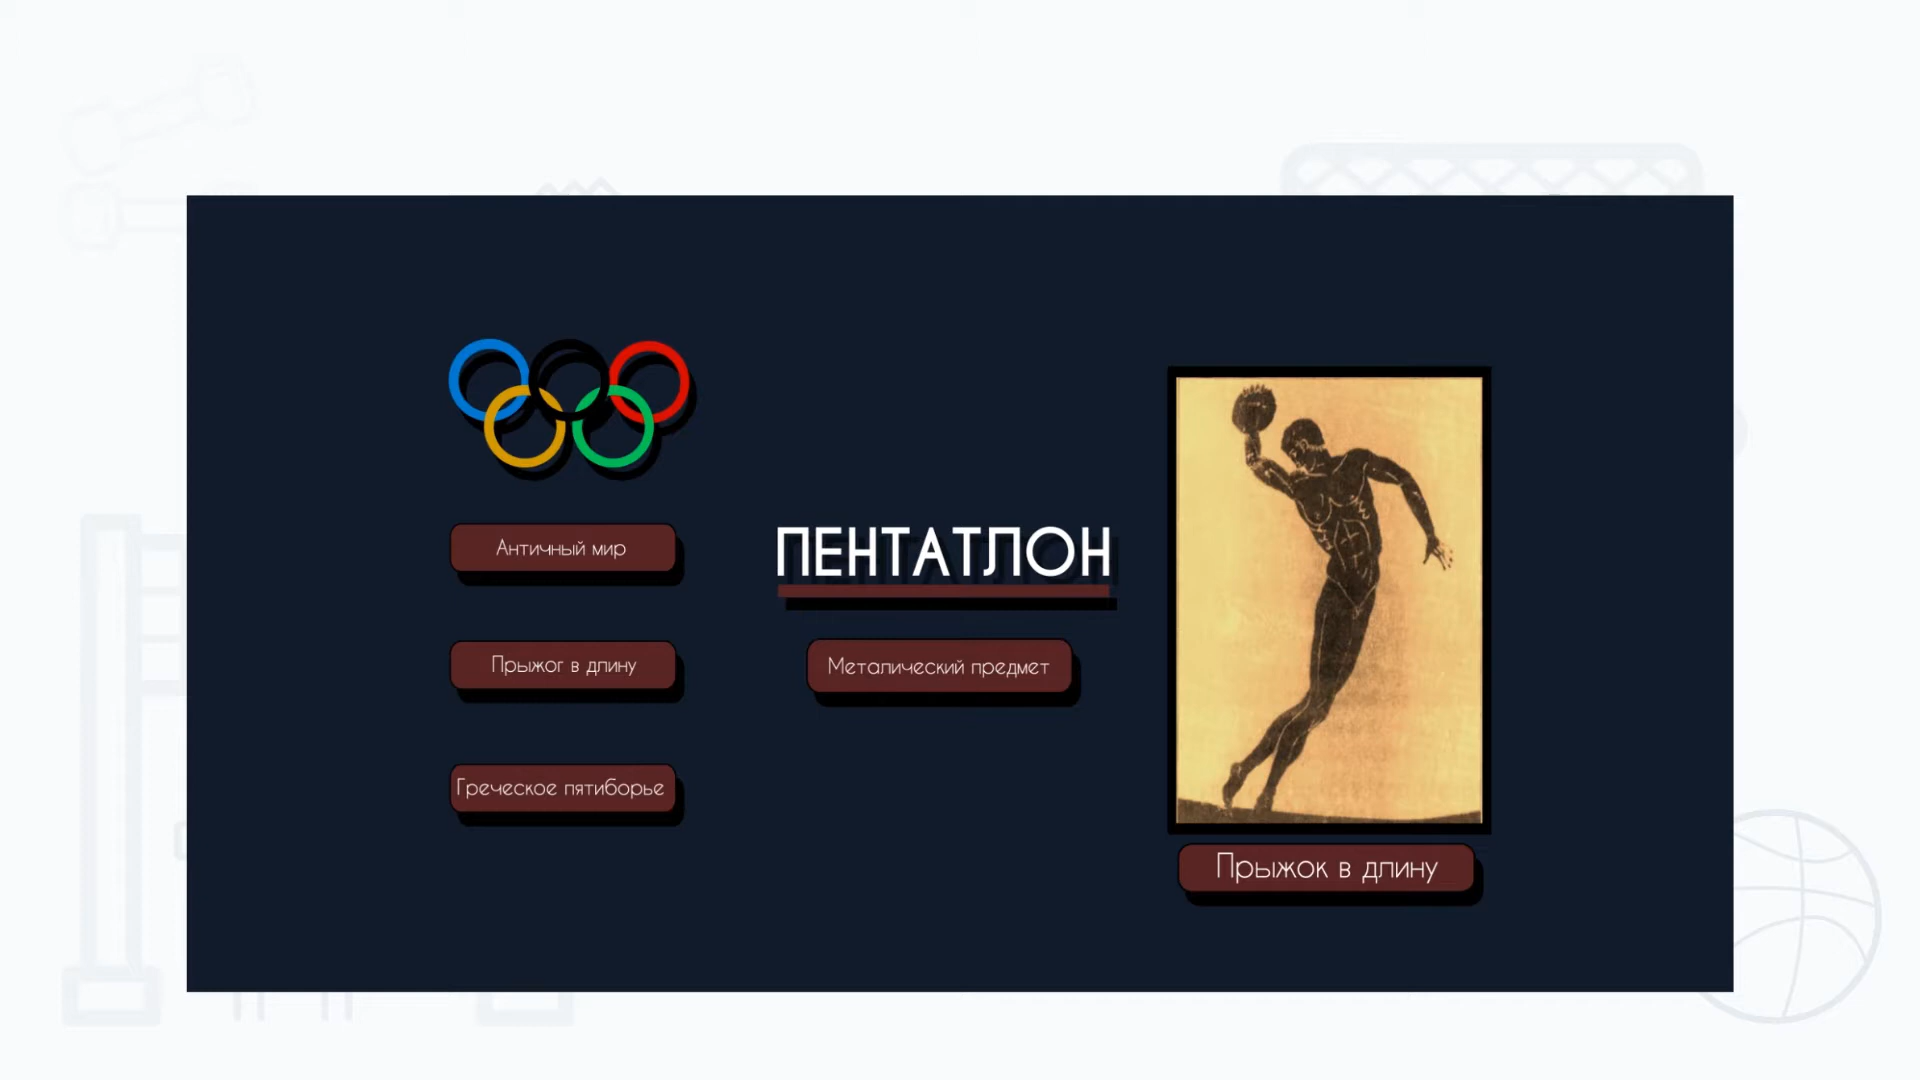 Античный мир
Прыжог в длину
Греческое пятиборье
ПЕНТАТЛОН
Металический предмет
Прыжок в длину